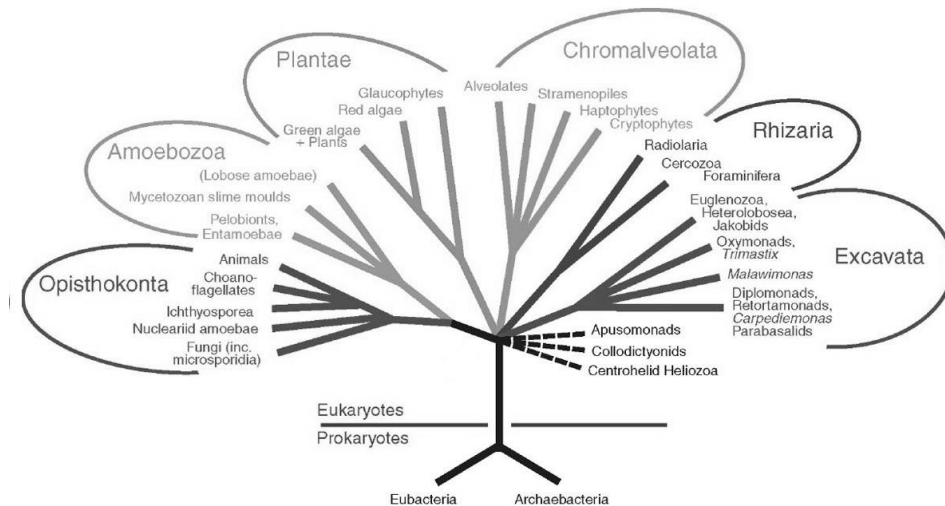 Plantae
Chromalveolata
Glaucophytes
Alveolates
Red algae
Stramenopiles
Haptophytes
Green algae
+ Plants
Cryptophytes
Rhizaria
Amoebozoa
Radiolaria
Cercozoa
(Lobose amoebae)
Foraminifera
Mycetozoan slime moulds
Euglenozoa,
Heterolobosea,
Jakobids
Pelobionts,
Entamoebae
Oxymonads,
Trimastix
Excavata
Animals
Opisthokonta
Choano-
flagellates
Malawimonas
Ichthyosporea
Diplomonads,
Retortamonads,
Carpediemonas
Parabasalids
Nucleariid amoebae
Apusomonads
Fungi (inc.
microsporidia)
Collodictyonids
Centrohelid Heliozoa
Eukaryotes
Prokaryotes
Eubacteria
Archaebacteria